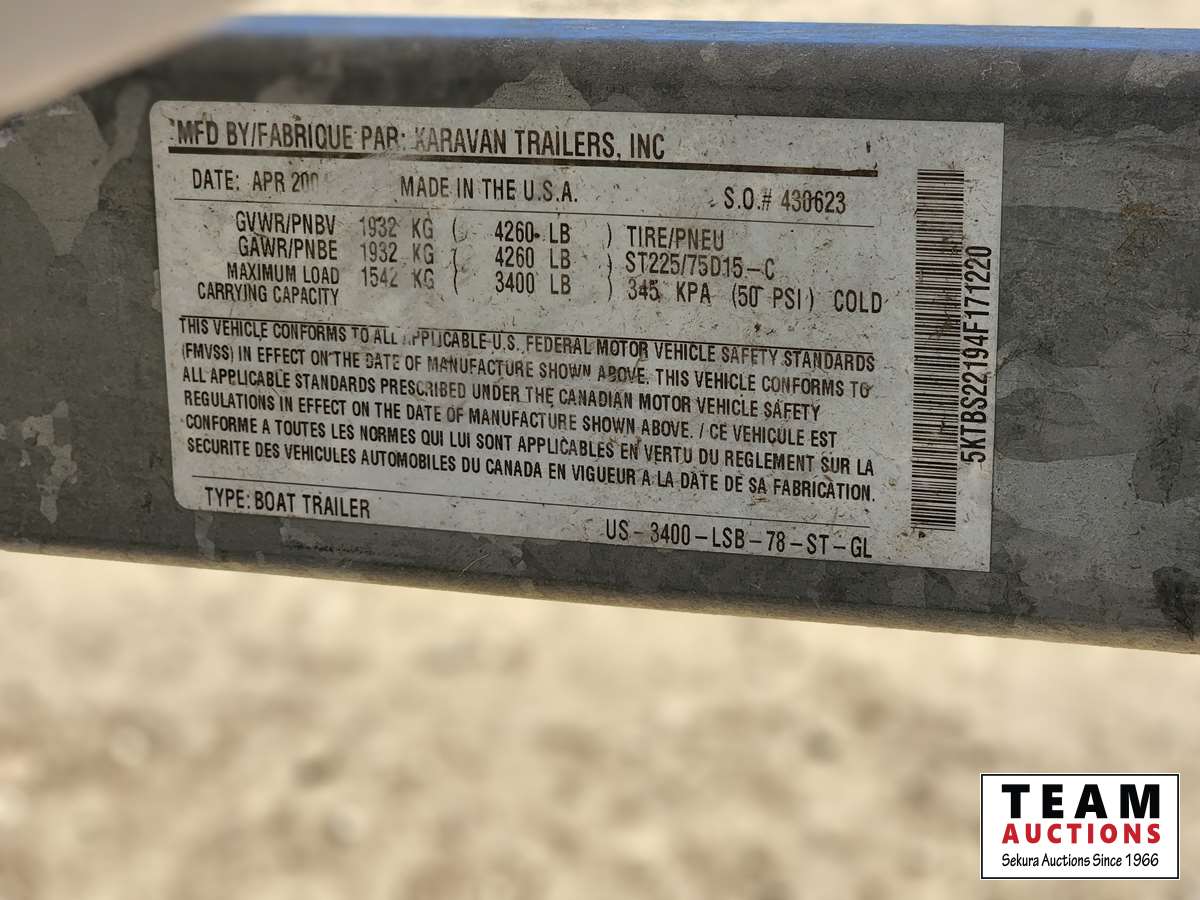 MFD BY/FABRIQUE PAR: KARAVAN TRAILERS, INC
DATE: APR MADE IN THE U.S.A. S.O.# 430623
GVWR/PNBV 1932 KG ( 4260 LB ) TIRE/PNEU
GAWR/PNBE 1932 KG ( 4260 LB ) ST225/75D15-C
MAXIMUM LOAD 1542 KG ( 3400 LB ) 345 KPA (50 PSI) COLD
CARRYING CAPACITY
THIS VEHICLE CONFORMS TO ALL APPLICABLE U.S. FEDERAL MOTOR VEHICLE SAFETY STANDARDS
(FMVSS) IN EFFECT ON THE DATE OF MANUFACTURE SHOWN ABOVE. THIS VEHICLE CONFORMS TO
ALL APPLICABLE STANDARDS PRESCRIBED UNDER THE CANADIAN MOTOR VEHICLE SAFETY
REGULATIONS IN EFFECT ON THE DATE OF MANUFACTURE SHOWN ABOVE. / CE VEHICULE EST
CONFORME A TOUTES LES NORMES QUI LUI SONT APPLICABLES EN VERTU DU REGLEMENT SUR LA
SECURITE DES VEHICULES AUTOMOBILES DU CANADA EN VIGUEUR A LA DATE DE SA FABRICATION.
TYPE: BOAT TRAILER US-3400-LSB-78-ST-GL
5KTBS22194F171220
TEAM
AUCTIONS
Sekura Auctions Since 1966